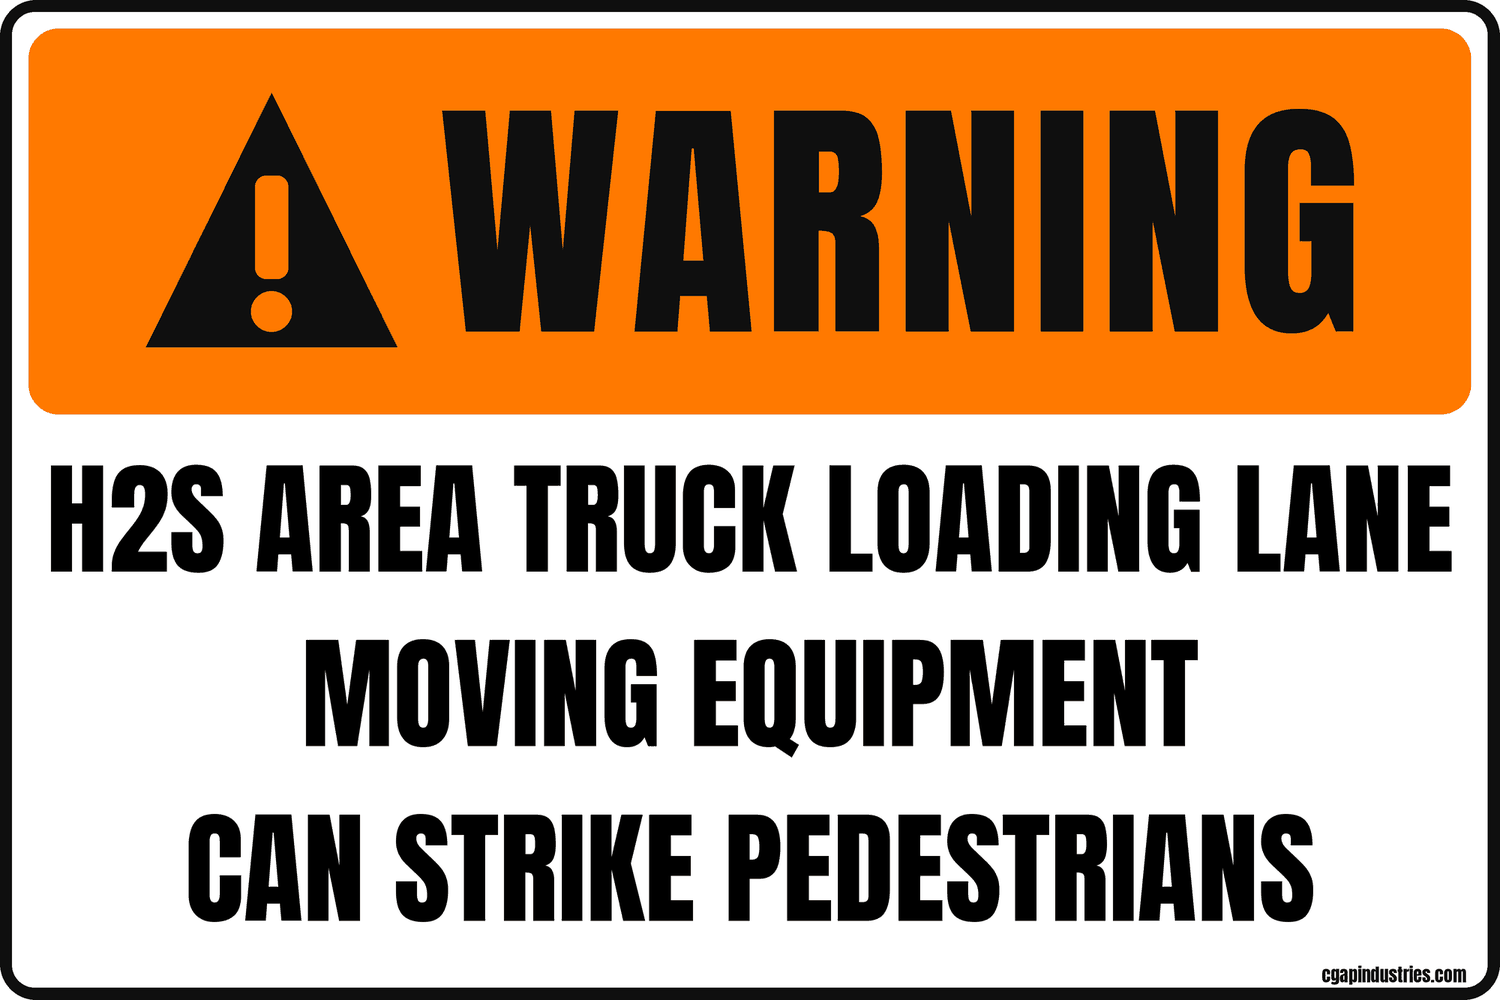 WARNING
H2S AREA TRUCK LOADING LANE
MOVING EQUIPMENT
CAN STRIKE PEDESTRIANS
cgapindustries.com